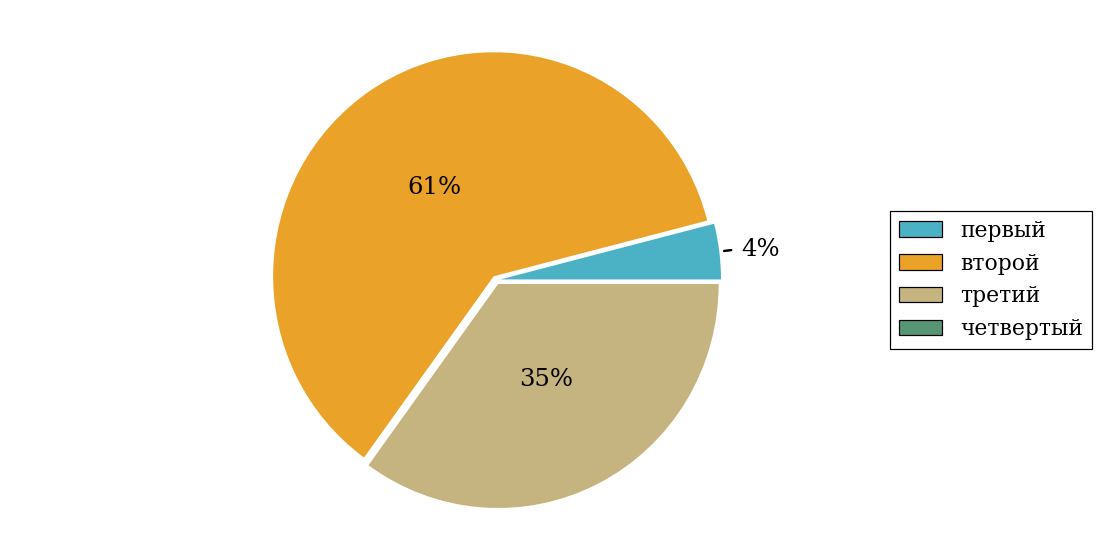 61%
4%
35%
первый
второй
третий
четвертый